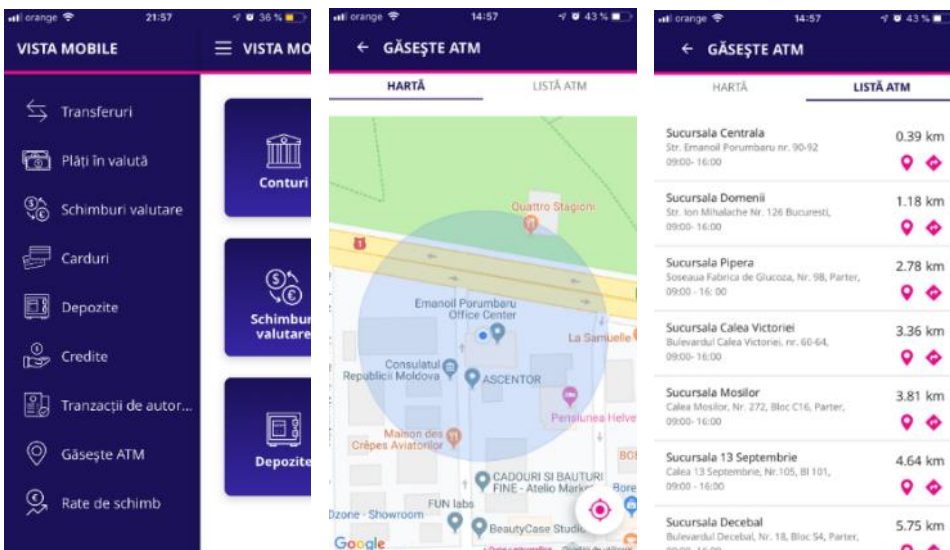 orange 21:57 36 %
VISTA MOBILE
VISTA MO
Transferuri
Plăți în valută
Schimburi valutare
Carduri
Depozite
Credite
Tranzacții de autor...
Găsește ATM
Rate de schimb
Conturi
Schimbur
valutare
Depozite
orange 14:57 43 %
GĂSEȘTE ATM
HARTĂ LISTĂ ATM
Quattro Stagioni
1
Emanoil Porumbaru
Office Center
La Samuelle
Consulatul
Republicii Moldova
ASCENTOR
Pensiunea Helve
Maison des
Crêpes Aviatorilor
CADOURI SI BAUTURI
FINE - Atelio Market
Bore
FUN labs
Ozone - Showroom
BeautyCase Studio
Google
orange 14:57 43 %
GĂSEȘTE ATM
HARTĂ LISTĂ ATM
Sucursala Centrala 0.39 km
Str. Emanoil Porumbaru nr. 90-92
09:00- 16:00
Sucursala Domenii 1.18 km
Str. Ion Mihalache Nr. 126 Bucuresti,
09:00- 16:00
Sucursala Pipera 2.78 km
Soseaua Fabrica de Glucoza, Nr. 9B, Parter,
09:00 - 16: 00
Sucursala Calea Victoriei 3.36 km
Bulevardul Calea Victoriei, nr. 60-64,
09:00- 16:00
Sucursala Mosilor 3.81 km
Calea Mosilor, Nr. 272, Bloc C16, Parter,
09:00- 16:00
Sucursala 13 Septembrie 4.64 km
Calea 13 Septembrie, Nr.105, Bl 101,
09:00 - 16:00
Sucursala Decebal 5.75 km
Bulevardul Decebal, Nr. 18, Bloc S4, Parter,